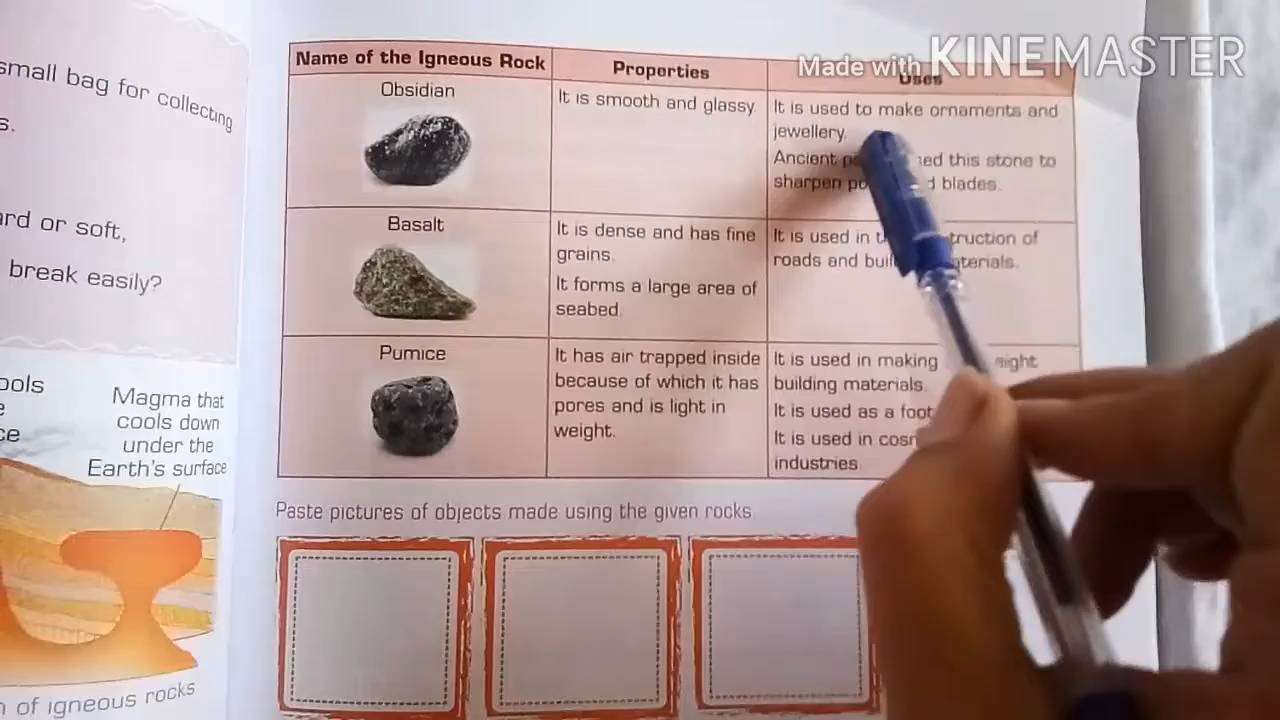 small bag for collecting
s.
ard or soft,
break easily?
ools
e
ce
Magma that
cools down
under the
Earth's surface
n of igneous rocks
Made with KINEMASTER
Name of the Igneous Rock
Properties
Uses
Obsidian
It is smooth and glassy.
It is used to make ornaments and
jewellery.
Ancient this stone to
sharpen blades.
Basalt
It is dense and has fine
grains.
It forms a large area of
seabed.
It is used in
roads and
Pumice
It has air trapped inside
because of which it has
pores and is light in
weight.
It is used in making
building materials.
It is used as a foot
It is used in
industries.
Paste pictures of objects made using the given rocks.